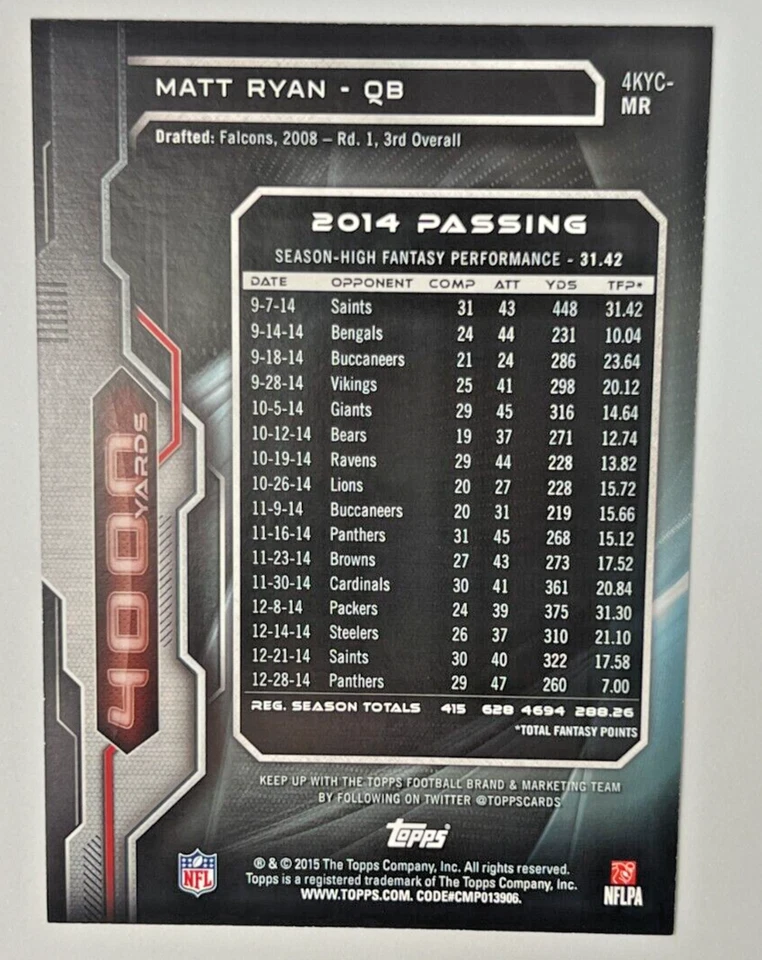 MATT RYAN - QB
4KYC-
MR
Drafted: Falcons, 2008 – Rd. 1, 3rd Overall
2014 PASSING
SEASON-HIGH FANTASY PERFORMANCE - 31.42
DATE OPPONENT COMP ATT YDS TFP*
9-7-14 Saints 31 43 448 31.42
9-14-14 Bengals 24 44 231 10.04
9-18-14 Buccaneers 21 24 286 23.64
9-28-14 Vikings 25 41 298 20.12
10-5-14 Giants 29 45 316 14.64
10-12-14 Bears 19 37 271 12.74
10-19-14 Ravens 29 44 228 13.82
10-26-14 Lions 20 27 228 15.72
11-9-14 Buccaneers 20 31 219 15.66
11-16-14 Panthers 31 45 268 15.12
11-23-14 Browns 27 43 273 17.52
11-30-14 Cardinals 30 41 361 20.84
12-8-14 Packers 24 39 375 31.30
12-14-14 Steelers 26 37 310 21.10
12-21-14 Saints 30 40 322 17.58
12-28-14 Panthers 29 47 260 7.00
REG. SEASON TOTALS 415 628 4694 288.26
*TOTAL FANTASY POINTS
4000
YARDS
KEEP UP WITH THE TOPPS FOOTBALL BRAND & MARKETING TEAM
BY FOLLOWING ON TWITTER @TOPPSCARDS
topps
® & © 2015 The Topps Company, Inc. All rights reserved.
Topps is a registered trademark of The Topps Company, Inc.
WWW.TOPPS.COM. CODE#CMP013906.
NFL
NFLPA